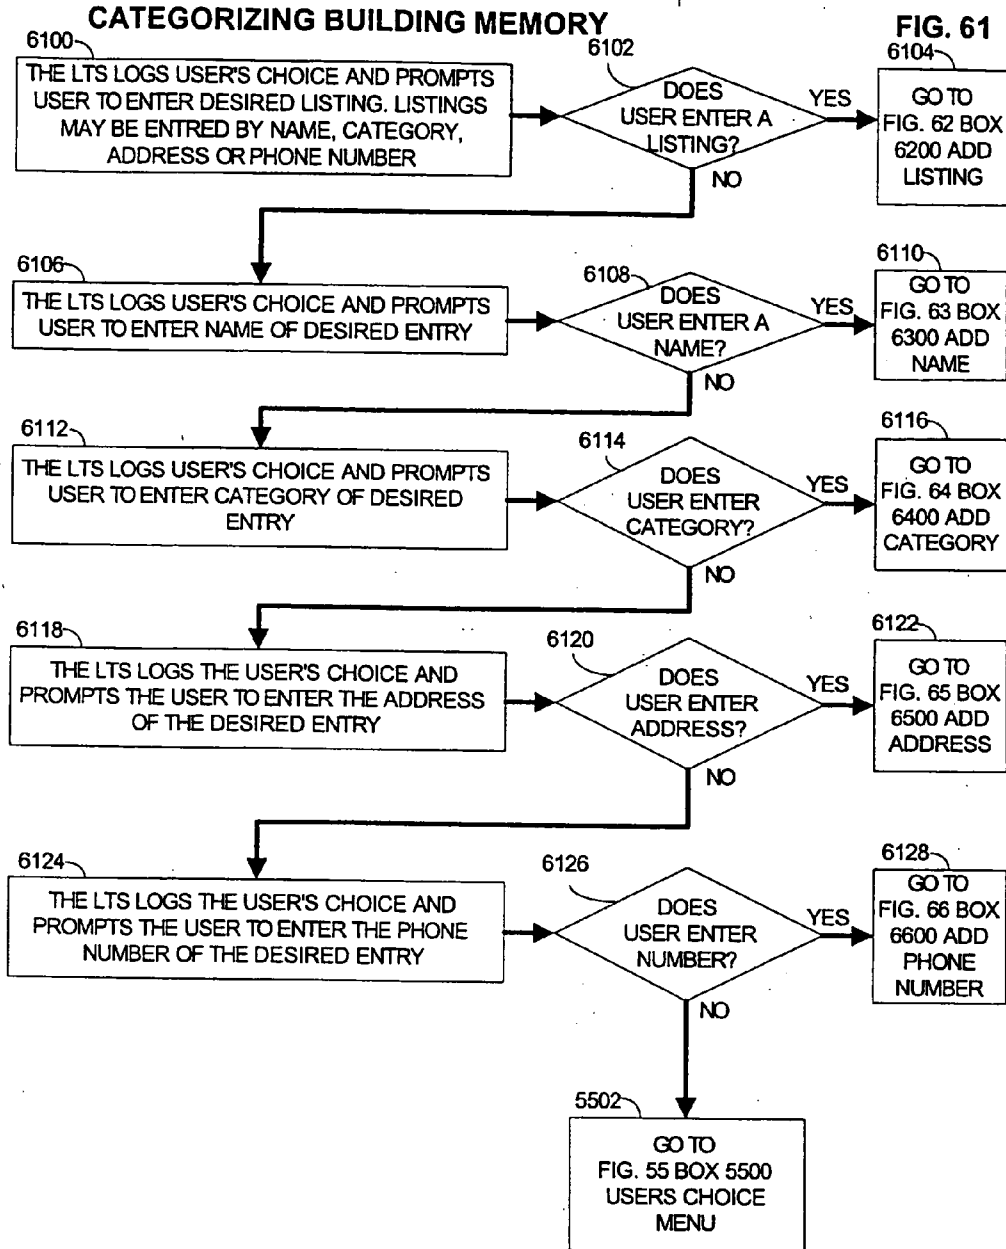 CATEGORIZING BUILDING MEMORY
FIG. 61
6100
THE LTS LOGS USER'S CHOICE AND PROMPTS
USER TO ENTER DESIRED LISTING. LISTINGS
MAY BE ENTRED BY NAME, CATEGORY,
ADDRESS OR PHONE NUMBER
6102
DOES
USER ENTER A
LISTING?
YES
NO
6104
GO TO
FIG. 62 BOX
6200 ADD
LISTING
6106
THE LTS LOGS USER'S CHOICE AND PROMPTS
USER TO ENTER NAME OF DESIRED ENTRY
6108
DOES
USER ENTER A
NAME?
YES
NO
6110
GO TO
FIG. 63 BOX
6300 ADD
NAME
6112
THE LTS LOGS USER'S CHOICE AND PROMPTS
USER TO ENTER CATEGORY OF DESIRED
ENTRY
6114
DOES
USER ENTER
CATEGORY?
YES
NO
6116
GO TO
FIG. 64 BOX
6400 ADD
CATEGORY
6118
THE LTS LOGS THE USER'S CHOICE AND
PROMPTS THE USER TO ENTER THE ADDRESS
OF THE DESIRED ENTRY
6120
DOES
USER ENTER
ADDRESS?
YES
NO
6122
GO TO
FIG. 65 BOX
6500 ADD
ADDRESS
6124
THE LTS LOGS THE USER'S CHOICE AND
PROMPTS THE USER TO ENTER THE PHONE
NUMBER OF THE DESIRED ENTRY
6126
DOES
USER ENTER
NUMBER?
YES
NO
6128
GO TO
FIG. 66 BOX
6600 ADD
PHONE
NUMBER
5502
GO TO
FIG. 55 BOX 5500
USERS CHOICE
MENU